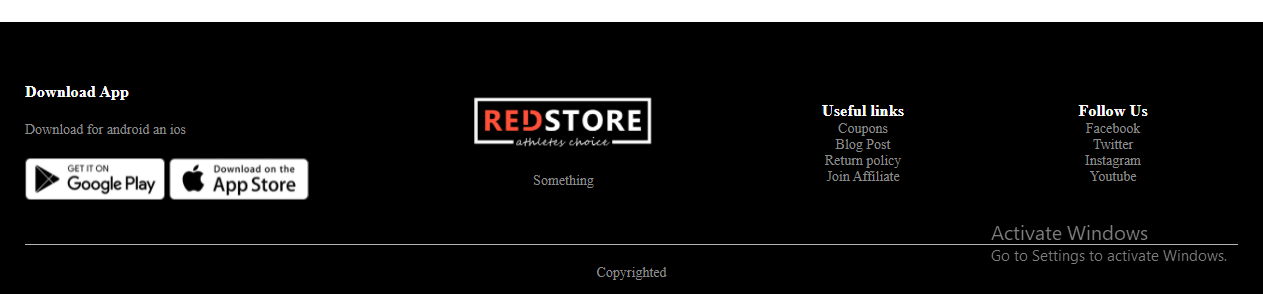 Download App
Download for android an ios
GET IT ON
Google Play
Download on the
App Store
REDSTORE
athletes choice
Something
Useful links
Coupons
Blog Post
Return policy
Join Affiliate
Follow Us
Facebook
Twitter
Instagram
Youtube
Activate Windows
Go to Settings to activate Windows.
Copyrighted